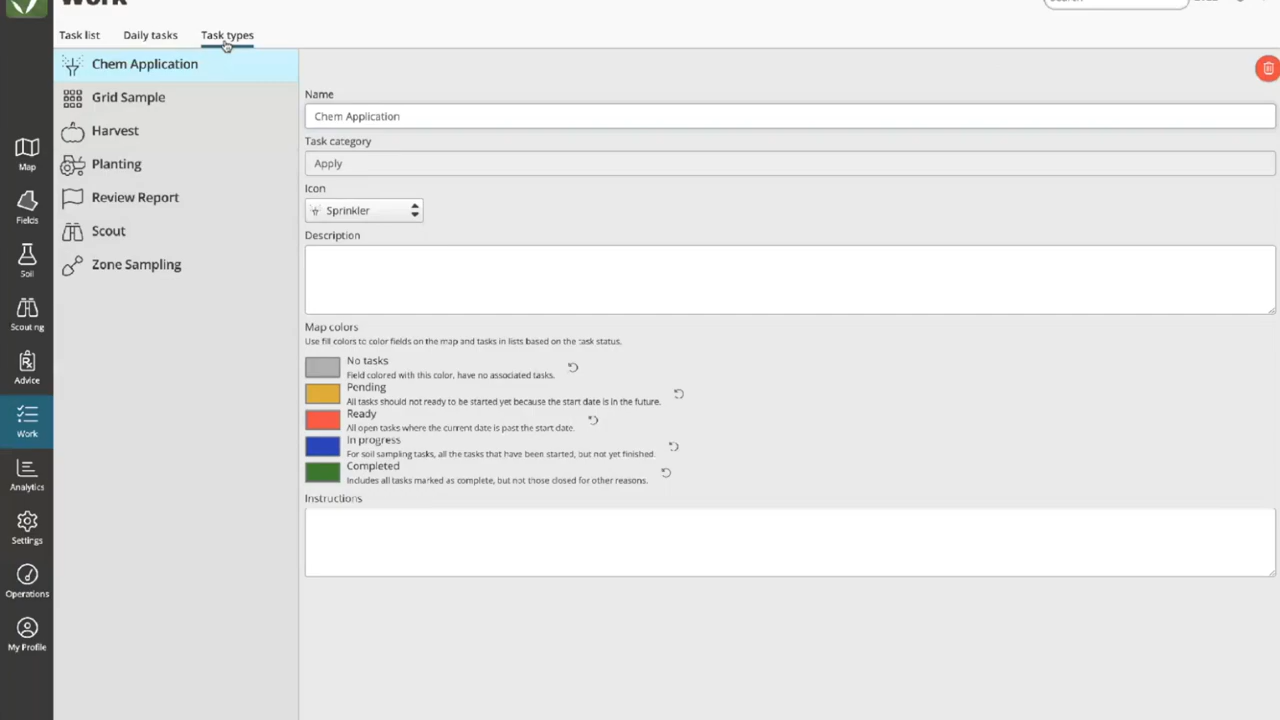 Work
Task list
Daily tasks
Task types
Map
Fields
Soil
Scouting
Advice
Work
Analytics
Settings
Operations
My Profile
Chem Application
Grid Sample
Harvest
Planting
Review Report
Scout
Zone Sampling
Name
Chem Application
Task category
Apply
Icon
Sprinkler
Description
Map colors
Use fill colors to color fields on the map and tasks in lists based on the task status.
No tasks
Field colored with this color, have no associated tasks.
Pending
All tasks should not ready to be started yet because the start date is in the future.
Ready
All open tasks where the current date is past the start date.
In progress
For soil sampling tasks, all the tasks that have been started, but not yet finished.
Completed
Includes all tasks marked as complete, but not those closed for other reasons.
Instructions